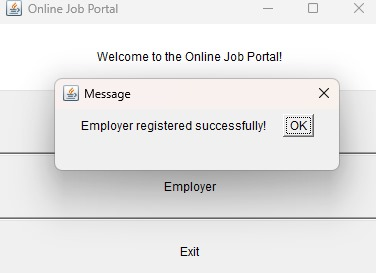 Online Job Portal
Welcome to the Online Job Portal!
Message
Employer registered successfully! OK
Employer
Exit